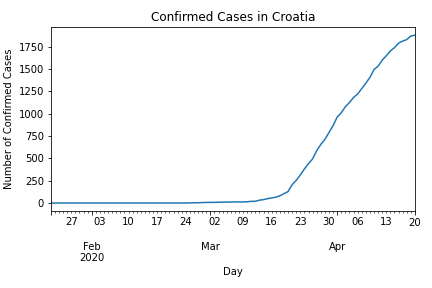 Confirmed Cases in Croatia
Number of Confirmed Cases
1750
1500
1250
1000
750
500
250
0
27 03 10 17 24 02 09 16 23 30 06 13 20
Feb Mar Apr
2020
Day